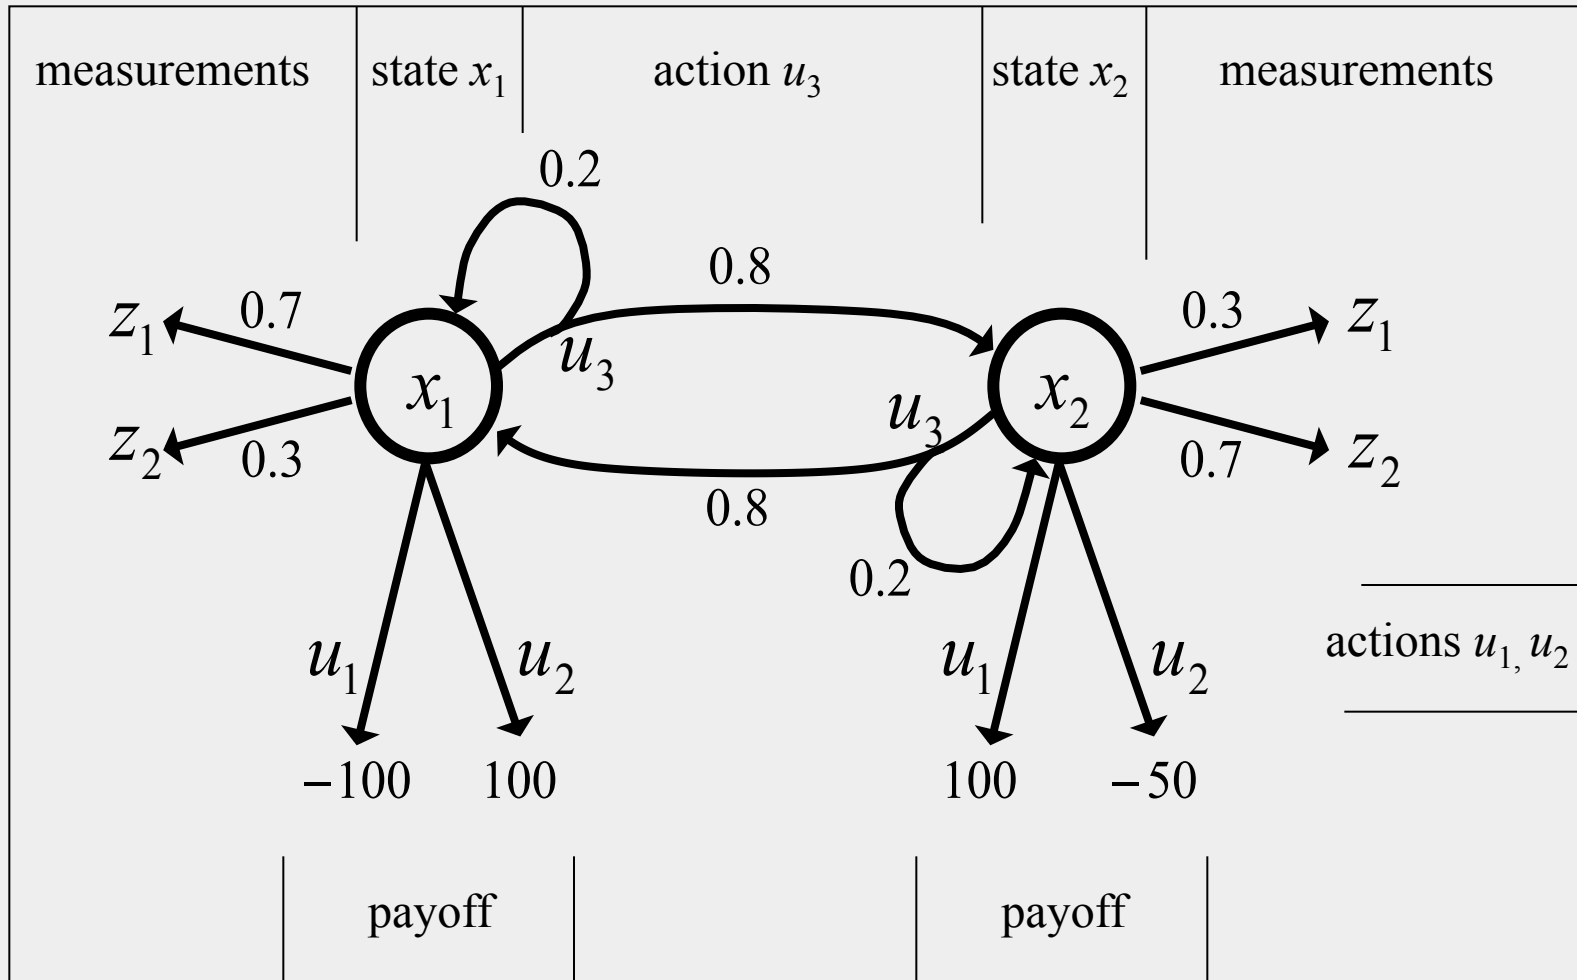 measurements
state x₁
action u₃
state x₂
measurements
0.2
0.8
z₁
0.7
0.3
z₁
u₃
x₁
x₂
u₃
z₂
0.3
0.7
z₂
0.8
0.2
u₁
u₂
u₁
u₂
actions u₁, u₂
−100
100
100
−50
payoff
payoff